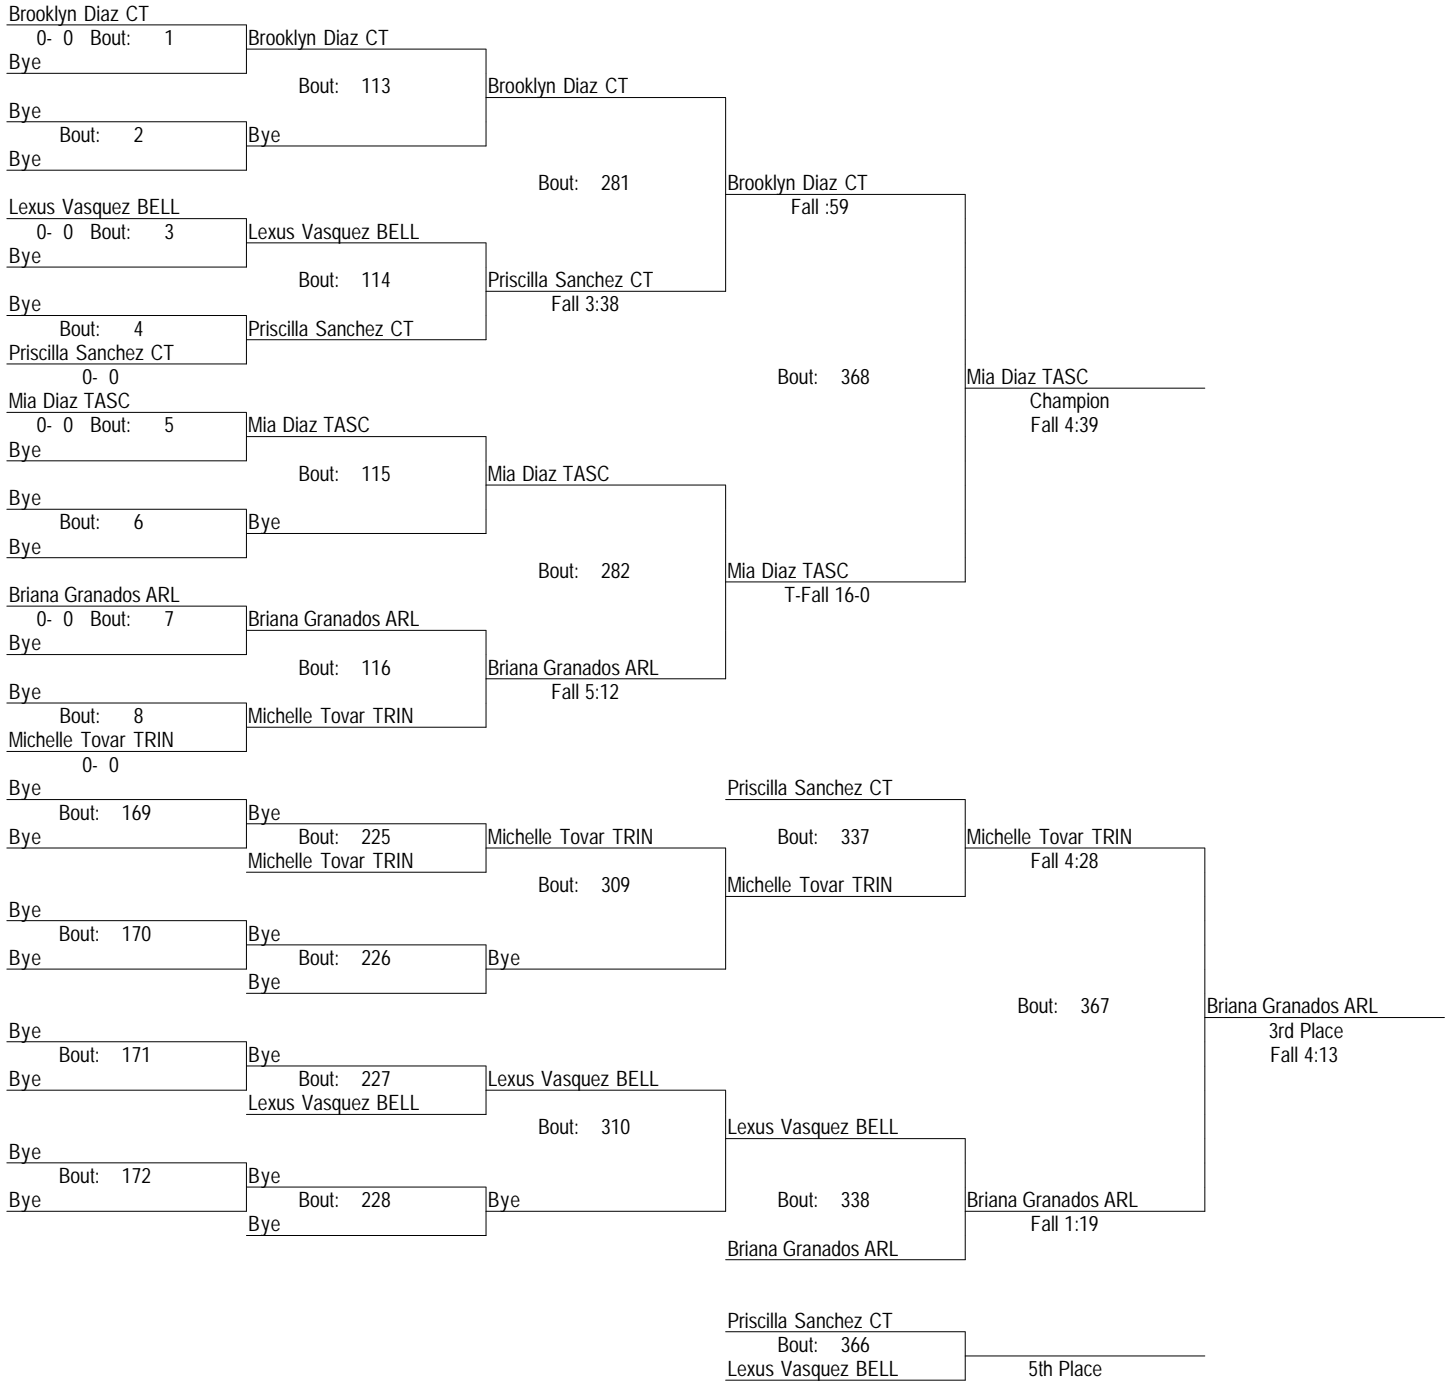 Brooklyn Diaz CT
0- 0 Bout: 1 Brooklyn Diaz CT
Bye
Bout: 113 Brooklyn Diaz CT
Bye
Bout: 2 Bye
Bye
Bout: 281 Brooklyn Diaz CT
Lexus Vasquez BELL Fall :59
0- 0 Bout: 3 Lexus Vasquez BELL
Bye
Bout: 114 Priscilla Sanchez CT
Bye Fall 3:38
Bout: 4 Priscilla Sanchez CT
Priscilla Sanchez CT
0- 0 Bout: 368 Mia Diaz TASC
Mia Diaz TASC Champion
0- 0 Bout: 5 Mia Diaz TASC Fall 4:39
Bye
Bout: 115 Mia Diaz TASC
Bye
Bout: 6 Bye
Bye
Bout: 282 Mia Diaz TASC
Briana Granados ARL T-Fall 16-0
0- 0 Bout: 7 Briana Granados ARL
Bye
Bout: 116 Briana Granados ARL
Bye Fall 5:12
Bout: 8 Michelle Tovar TRIN
Michelle Tovar TRIN
0- 0
Bye Priscilla Sanchez CT
Bout: 169 Bye
Bye Bout: 225 Michelle Tovar TRIN Bout: 337 Michelle Tovar TRIN
Michelle Tovar TRIN Fall 4:28
Bout: 309 Michelle Tovar TRIN
Bye
Bout: 170 Bye
Bye Bout: 226 Bye
Bye
Bout: 367 Briana Granados ARL
Bye 3rd Place
Bout: 171 Bye Fall 4:13
Bye Bout: 227 Lexus Vasquez BELL
Lexus Vasquez BELL
Bout: 310 Lexus Vasquez BELL
Bye
Bout: 172 Bye
Bye Bout: 228 Bye Bout: 338 Briana Granados ARL
Bye Fall 1:19
Briana Granados ARL
Priscilla Sanchez CT
Bout: 366
Lexus Vasquez BELL 5th Place